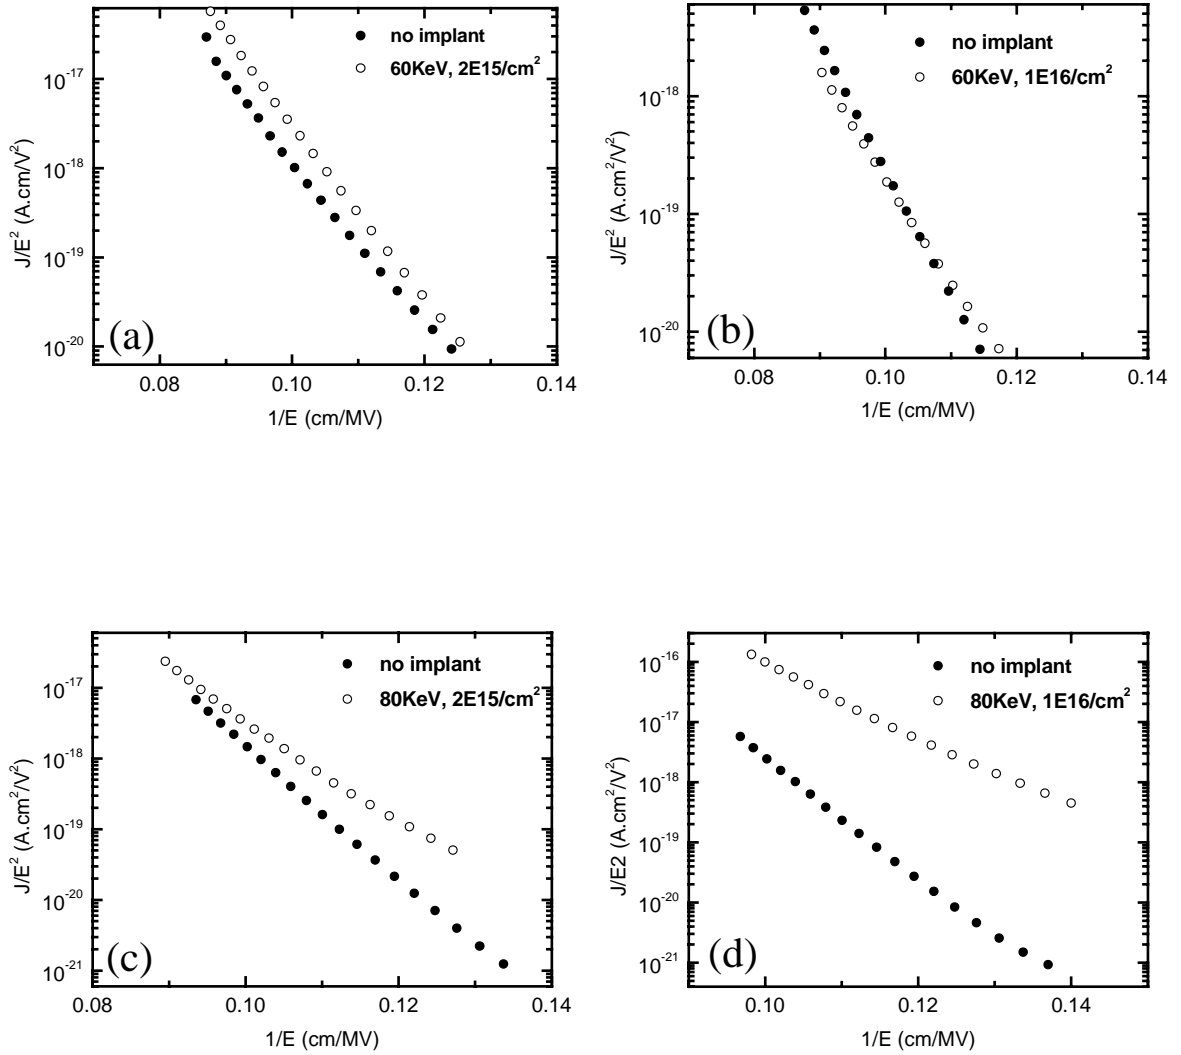 no implant
60KeV, 2E15/cm²
10⁻¹⁷
10⁻¹⁸
10⁻¹⁹
10⁻²⁰
J/E² (A.cm/V²)
(a)
0.08 0.10 0.12 0.14
1/E (cm/MV)
no implant
60KeV, 1E16/cm²
10⁻¹⁸
10⁻¹⁹
10⁻²⁰
J/E² (A.cm²/V²)
(b)
0.08 0.10 0.12 0.14
1/E (cm/MV)
no implant
80KeV, 2E15/cm²
10⁻¹⁷
10⁻¹⁸
10⁻¹⁹
10⁻²⁰
10⁻²¹
J/E² (A.cm²/V²)
(c)
0.08 0.10 0.12 0.14
1/E (cm/MV)
no implant
80KeV, 1E16/cm²
10⁻¹⁶
10⁻¹⁷
10⁻¹⁸
10⁻¹⁹
10⁻²⁰
10⁻²¹
J/E2 (A.cm²/V²)
(d)
0.10 0.12 0.14
1/E (cm/MV)